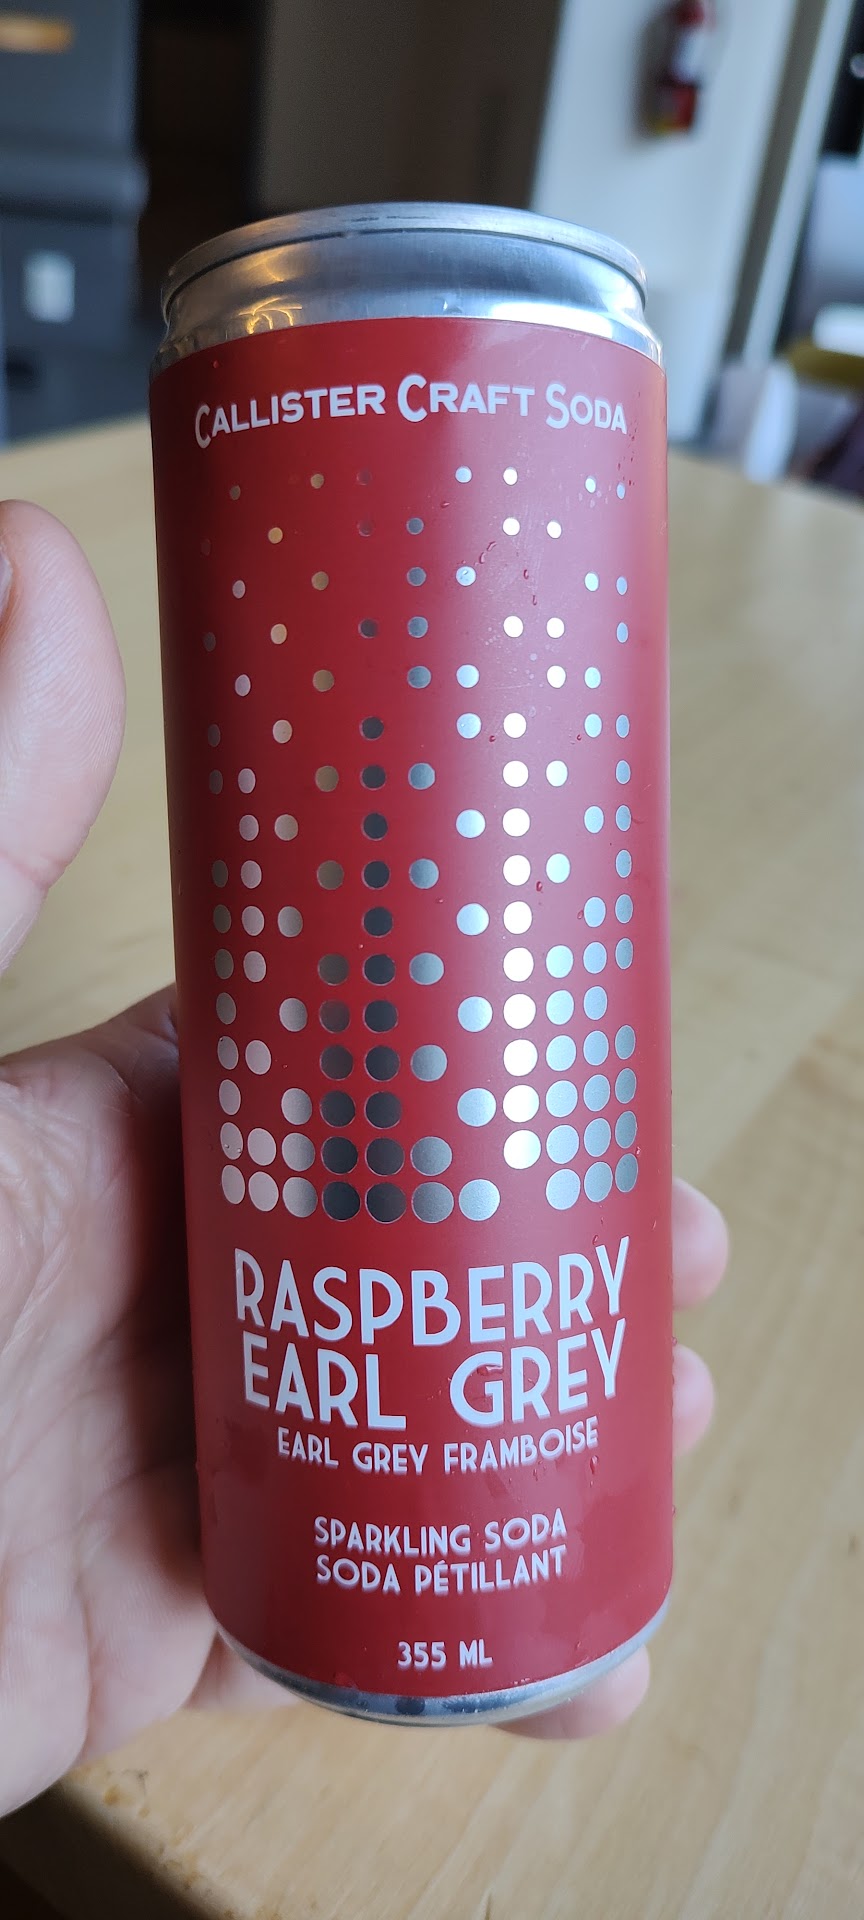 CALLISTER CRAFT SODA
RASPBERRY
EARL GREY
EARL GREY FRAMBOISE
SPARKLING SODA
SODA PÉTILLANT
355 ML